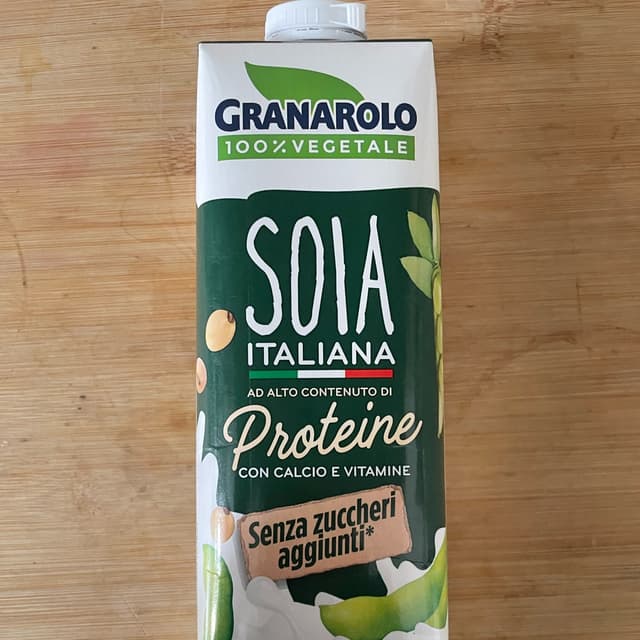 GRANAROLO
100% VEGETALE
SOIA
ITALIANA
AD ALTO CONTENUTO DI
Proteine
CON CALCIO E VITAMINE
Senza zuccheri
aggiunti*